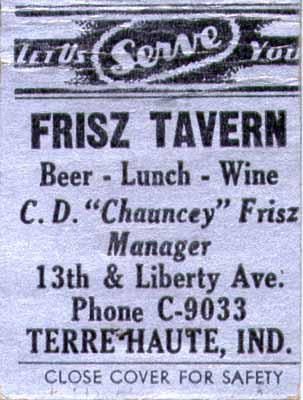 LET US Serve YOU
FRISZ TAVERN
Beer - Lunch - Wine
C. D. "Chauncey" Frisz
Manager
13th & Liberty Ave.
Phone C-9033
TERRE HAUTE, IND.
CLOSE COVER FOR SAFETY